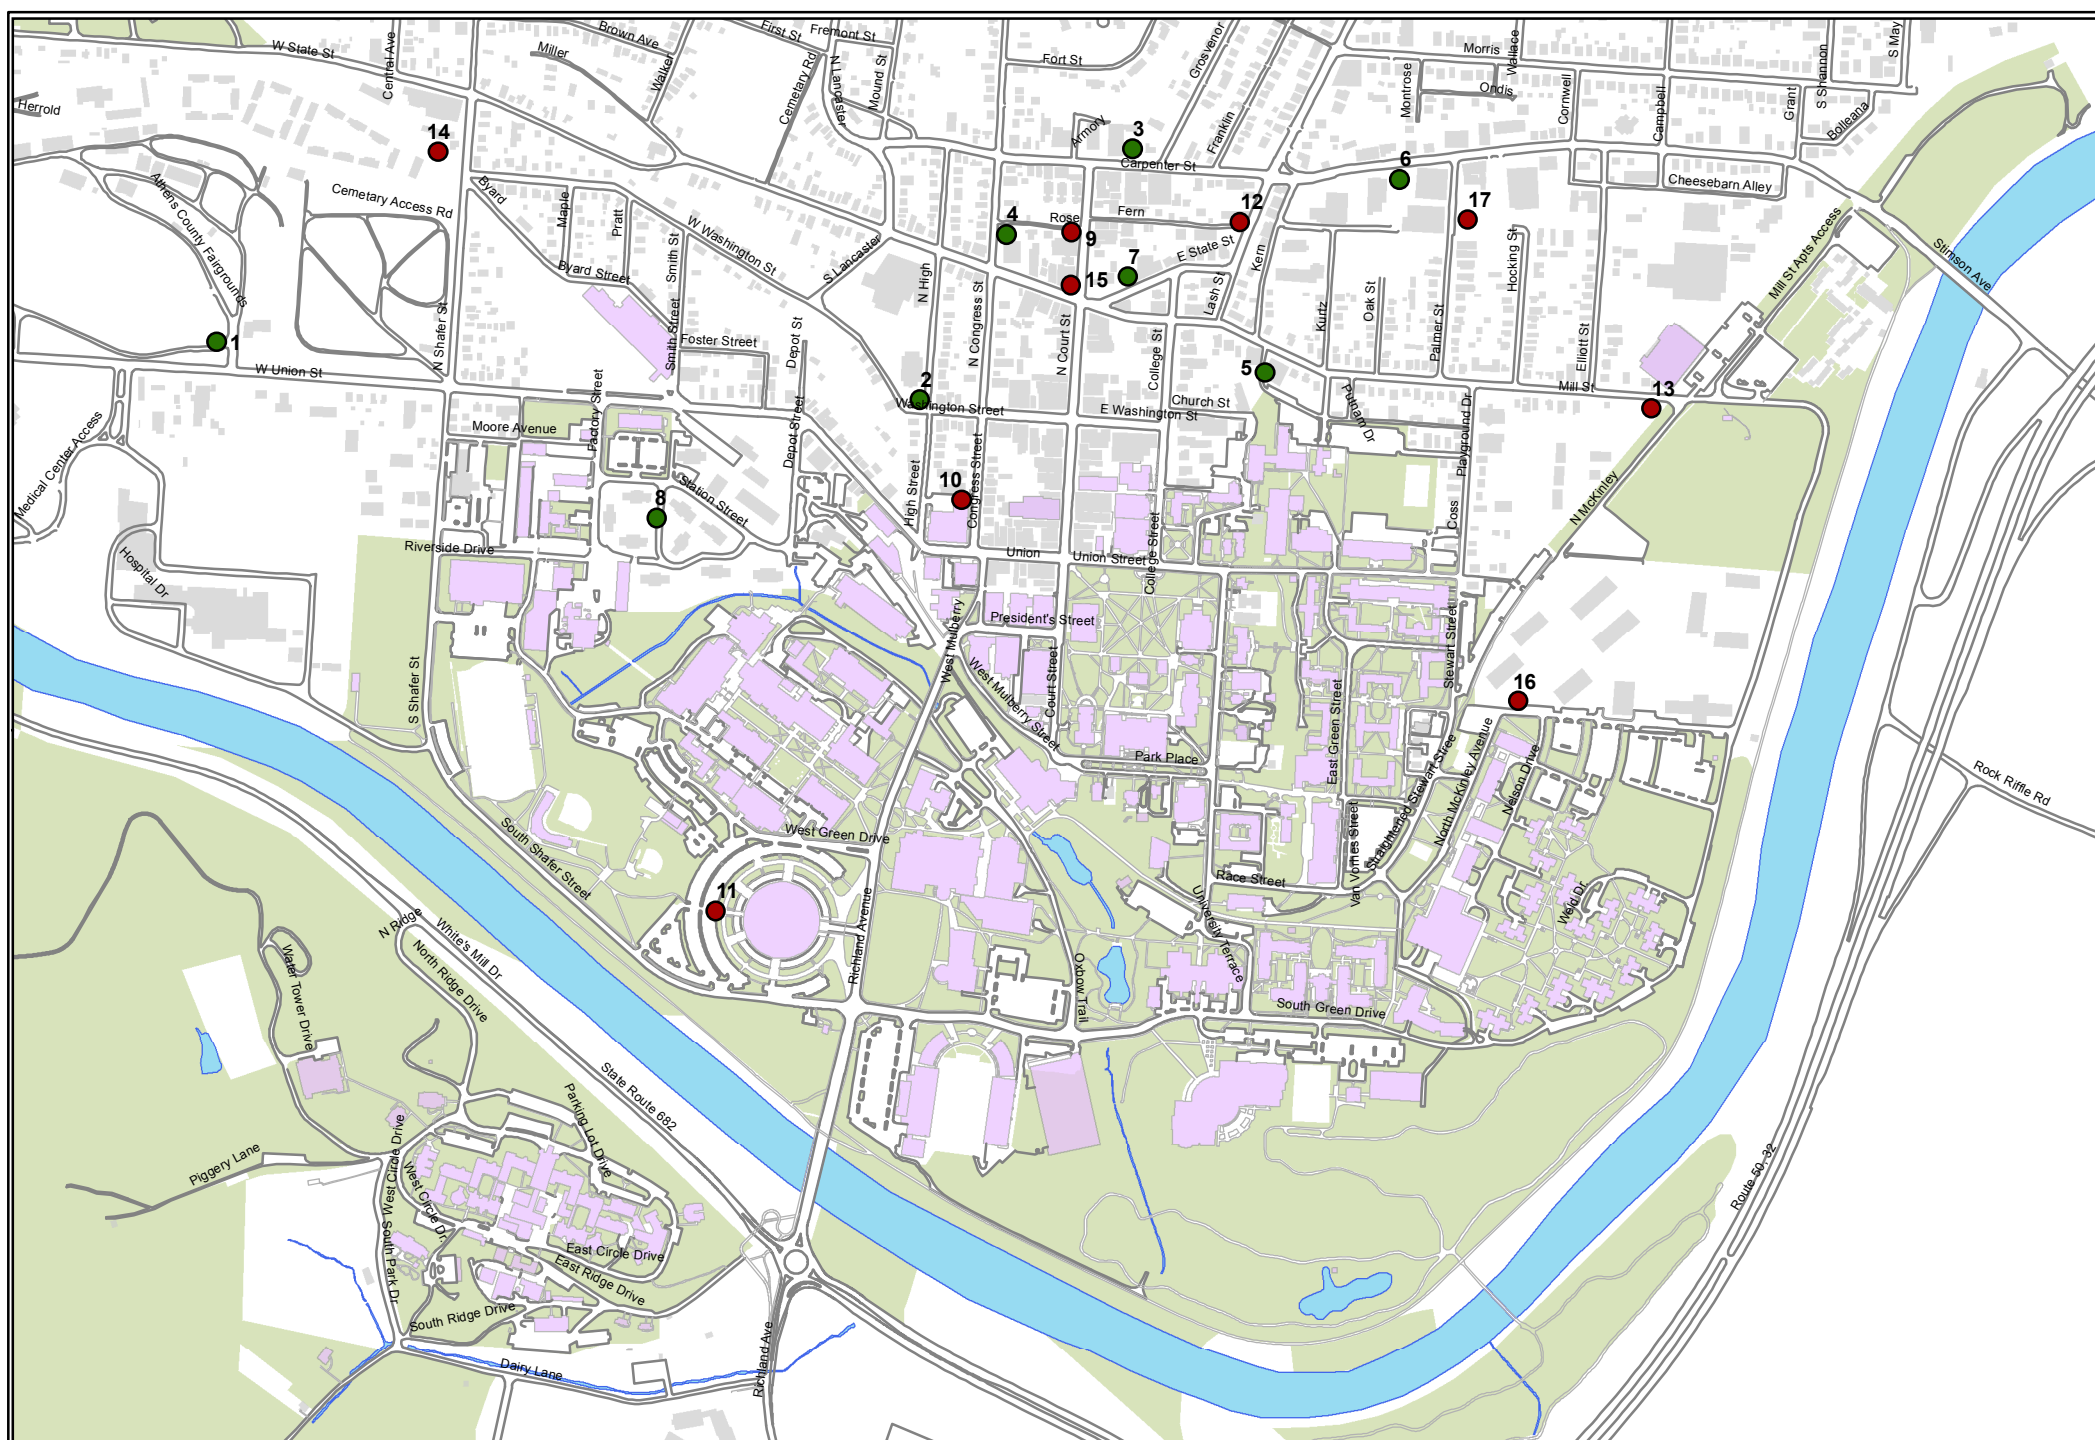 W State St
Central Ave
Miller
Brown Ave
Walker
First St
Fremont St
Cemetary Rd
N Lancaster
Mound St
Fort St
Grosvenor
Franklin
Armory
Morris
Wallace
Montrose
Ondis
Cornwell
Campbell
Grant
S Shannon
S May
Bolleana
Herrold
14
3
Carpenter St
6
Cheesebarn Alley
Athens County Fairgrounds
Cemetary Access Rd
Byard
Maple
Pratt
Smith St
W Washington St
S Lancaster
4
Rose
9
Fern
12
17
E State St
Kern
7
15
Hocking St
Mill St Apts Access
Stimson Ave
Byard Street
N High
N Congress St
Lash St
Kurtz
Oak St
Palmer St
Elliott St
1
N Shafer St
W Union St
Smith Street
Foster Street
Depot St
N Court St
College St
5
2
Washington Street
Church St
E Washington St
Putnam Dr
Playground Dr
Mill St
13
Medical Center Access
Moore Avenue
Factory Street
Depot Street
8
Station Street
High Street
10
Congress Street
College Street
Coss
N McKinley
Hospital Dr
Riverside Drive
Union
Union Street
President's Street
West Mulberry
West Mulberry Street
Court Street
Stewart Street
S Shafer St
16
Park Place
East Green Street
Straightened Stewart Stree
North McKinley Avenue
Nelson Drive
Rock Riffle Rd
West Green Drive
South Shafer Street
11
Richland Avenue
Race Street
Van Vorhes Street
Weld Dr.
University Terrace
Oxbow Trail
South Green Drive
N Ridge
White's Mill Dr
North Ridge Drive
Water Tower Drive
State Route 682
Parking Lot Drive
Piggery Lane
West Circle Drive
West Circle Dr.
South Park Dr
East Circle Drive
East Ridge Drive
South Ridge Drive
Dairy Lane
Richland Ave
Route 50, 32